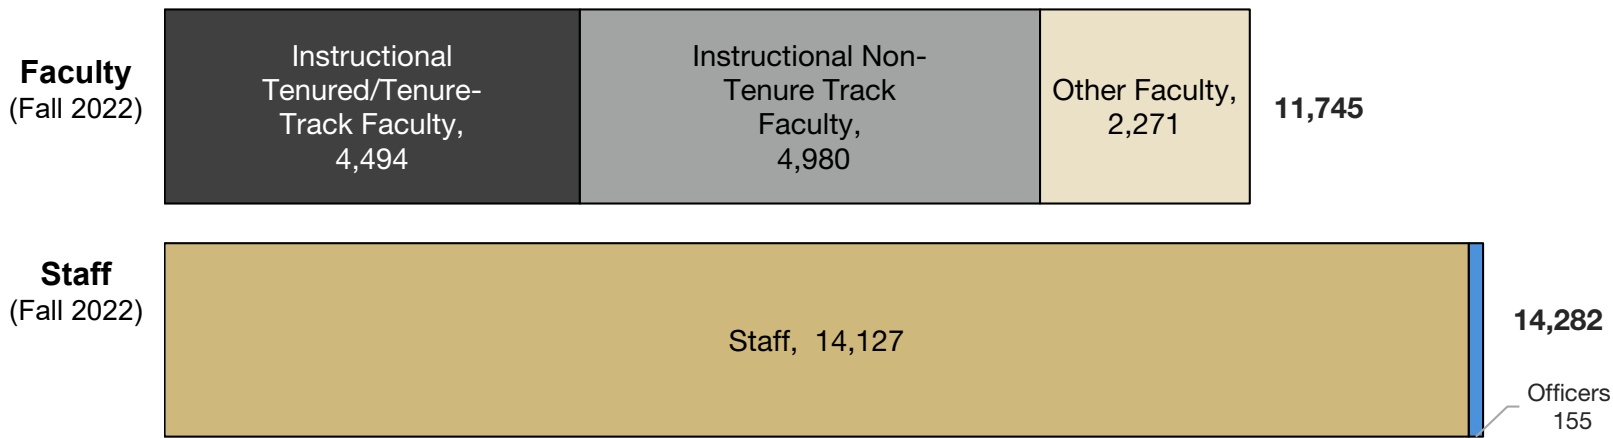 Faculty
(Fall 2022)
Instructional
Tenured/Tenure-
Track Faculty,
4,494
Instructional Non-
Tenure Track
Faculty,
4,980
Other Faculty,
2,271
11,745
Staff
(Fall 2022)
Staff, 14,127
14,282
Officers
155